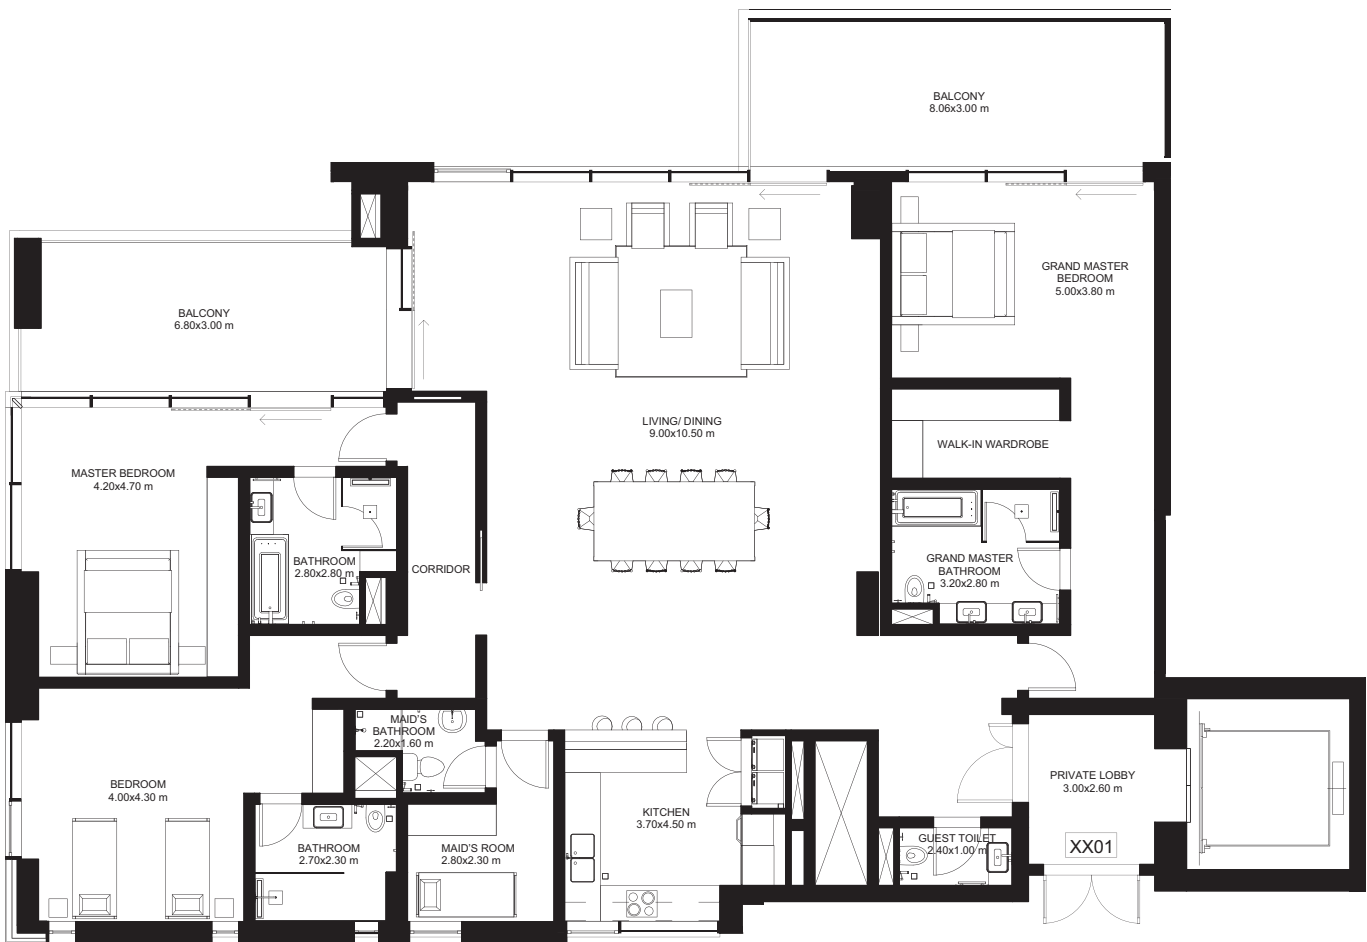 BALCONY
8.06x3.00 m
GRAND MASTER
BEDROOM
5.00x3.80 m
BALCONY
6.80x3.00 m
LIVING/ DINING
9.00x10.50 m
WALK-IN WARDROBE
MASTER BEDROOM
4.20x4.70 m
BATHROOM
2.80x2.80 m
CORRIDOR
GRAND MASTER
BATHROOM
3.20x2.80 m
MAID'S
BATHROOM
2.20x1.60 m
BEDROOM
4.00x4.30 m
PRIVATE LOBBY
3.00x2.60 m
KITCHEN
3.70x4.50 m
BATHROOM
2.70x2.30 m
MAID'S ROOM
2.80x2.30 m
GUEST TOILET
2.40x1.00 m
XX01